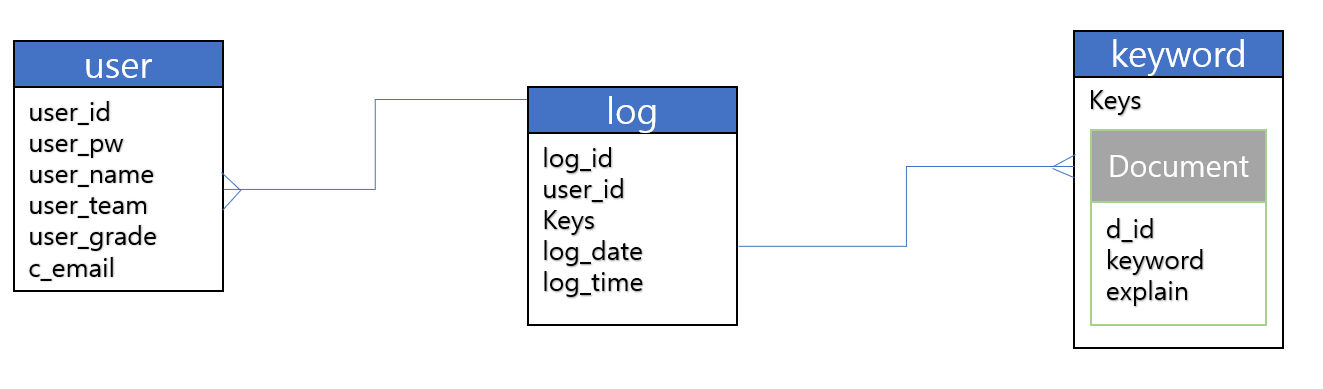 user
user_id
user_pw
user_name
user_team
user_grade
c_email
log
log_id
user_id
Keys
log_date
log_time
keyword
Keys
Document
d_id
keyword
explain